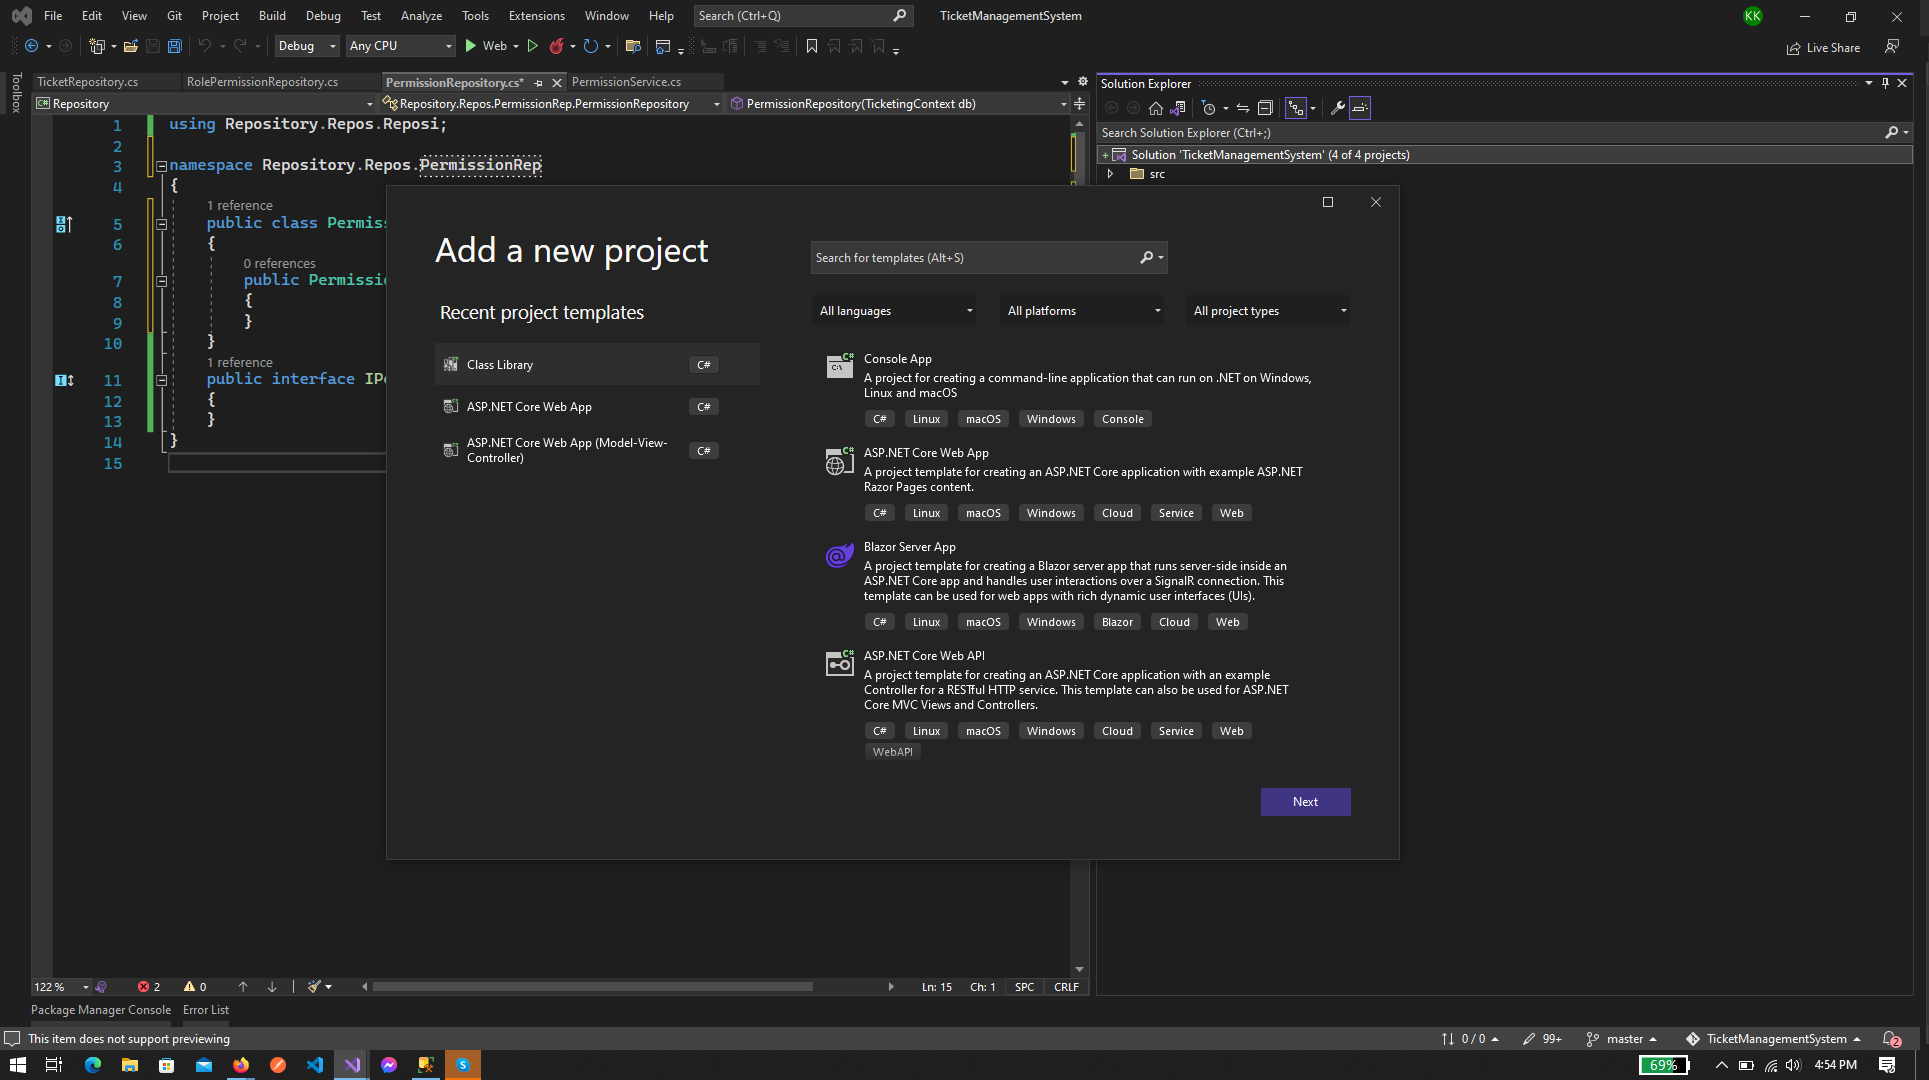 File Edit View Git Project Build Debug Test Analyze Tools Extensions Window Help Search (Ctrl+Q) TicketManagementSystem KK
Debug Any CPU Web Live Share
Toolbox
TicketRepository.cs RolePermissionRepository.cs PermissionRepository.cs* PermissionService.cs
Repository Repository.Repos.PermissionRep.PermissionRepository PermissionRepository(TicketingContext db)
1 using Repository.Repos.Reposi;
2
3 namespace Repository.Repos.PermissionRep
4 {
1 reference
5 public class Permiss
6 {
0 references
7 public Permissio
8 {
9 }
10 }
1 reference
11 public interface IPe
12 {
13 }
14 }
15
Solution Explorer
Search Solution Explorer (Ctrl+;)
Solution 'TicketManagementSystem' (4 of 4 projects)
src
Add a new project
Recent project templates
Class Library C#
ASP.NET Core Web App C#
ASP.NET Core Web App (Model-View-
Controller) C#
Search for templates (Alt+S)
All languages All platforms All project types
Console App
A project for creating a command-line application that can run on .NET on Windows,
Linux and macOS
C# Linux macOS Windows Console
ASP.NET Core Web App
A project template for creating an ASP.NET Core application with example ASP.NET
Razor Pages content.
C# Linux macOS Windows Cloud Service Web
Blazor Server App
A project template for creating a Blazor server app that runs server-side inside an
ASP.NET Core app and handles user interactions over a SignalR connection. This
template can be used for web apps with rich dynamic user interfaces (UIs).
C# Linux macOS Windows Blazor Cloud Web
ASP.NET Core Web API
A project template for creating an ASP.NET Core application with an example
Controller for a RESTful HTTP service. This template can also be used for ASP.NET
Core MVC Views and Controllers.
C# Linux macOS Windows Cloud Service Web
WebAPI
Next
122 % 2 0 Ln: 15 Ch: 1 SPC CRLF
Package Manager Console Error List
This item does not support previewing 0 / 0 99+ master TicketManagementSystem 2
69% 4:54 PM